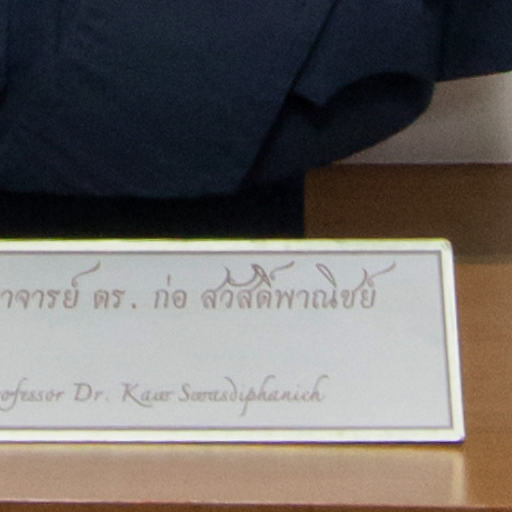 าจารย์ ดร. ก่อ สวัสดิ์พาณิชย์
ofessor Dr. Kaw Swasdiphanich